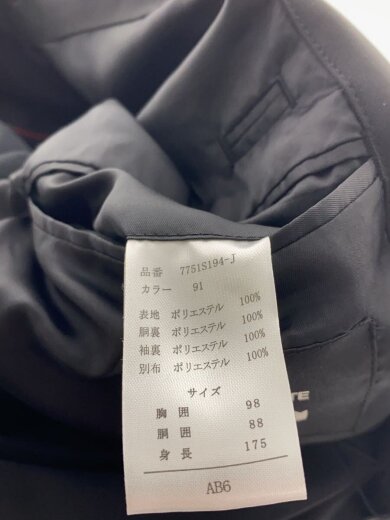 品番 7751S194-J
カラー 91
表地 ポリエステル 100%
胴裏 ポリエステル 100%
袖裏 ポリエステル 100%
別布 ポリエステル 100%
サイズ
胸囲 98
胴囲 88
身長 175
AB6